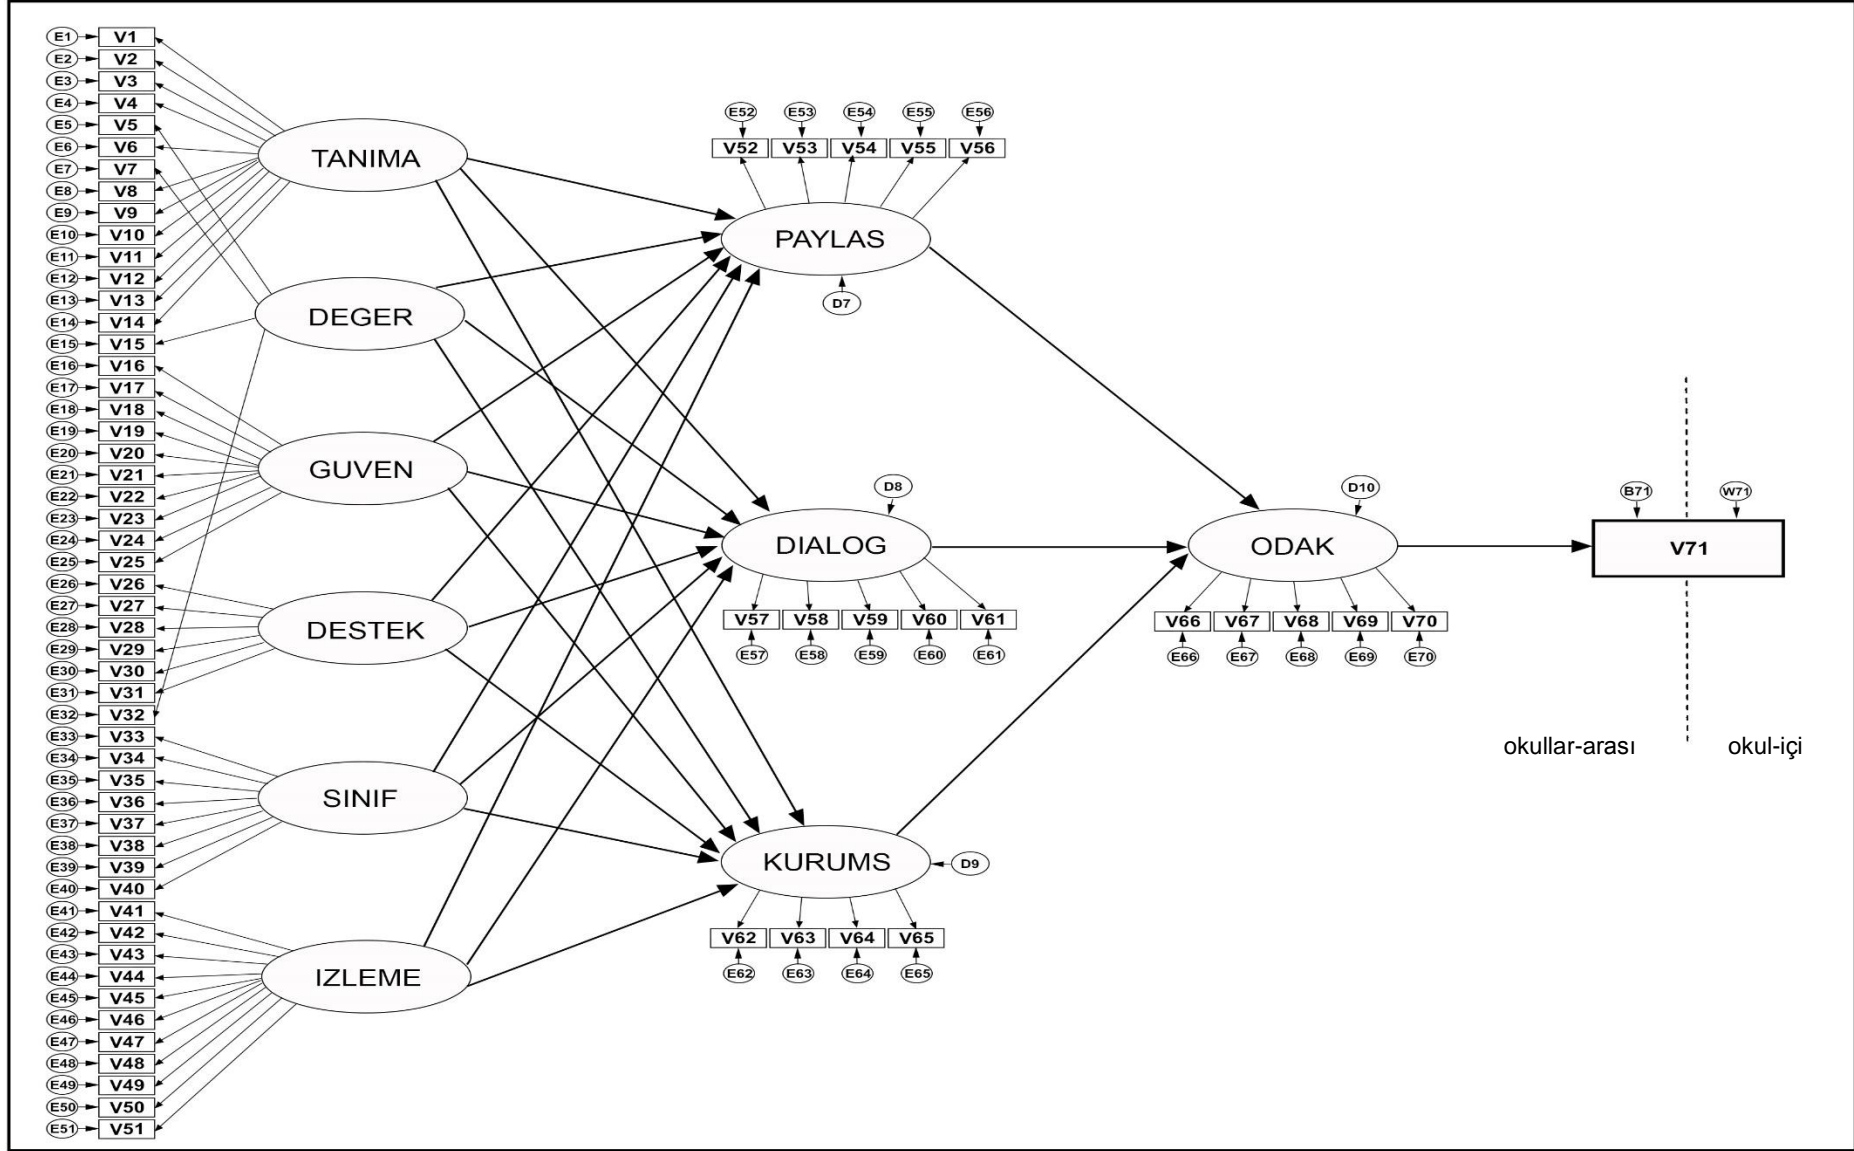 E1 V1
E2 V2
E3 V3
E4 V4
E5 V5
E6 V6
E7 V7
E8 V8
E9 V9
E10 V10
E11 V11
E12 V12
E13 V13
E14 V14
E15 V15
E16 V16
E17 V17
E18 V18
E19 V19
E20 V20
E21 V21
E22 V22
E23 V23
E24 V24
E25 V25
E26 V26
E27 V27
E28 V28
E29 V29
E30 V30
E31 V31
E32 V32
E33 V33
E34 V34
E35 V35
E36 V36
E37 V37
E38 V38
E39 V39
E40 V40
E41 V41
E42 V42
E43 V43
E44 V44
E45 V45
E46 V46
E47 V47
E48 V48
E49 V49
E50 V50
E51 V51
TANIMA
DEGER
GUVEN
DESTEK
SINIF
IZLEME
E52 E53 E54 E55 E56
V52 V53 V54 V55 V56
PAYLAS
D7
D8
DIALOG
V57 V58 V59 V60 V61
E57 E58 E59 E60 E61
KURUMS
D9
V62 V63 V64 V65
E62 E63 E64 E65
D10
ODAK
V66 V67 V68 V69 V70
E66 E67 E68 E69 E70
B71 W71
V71
okullar-arası okul-içi